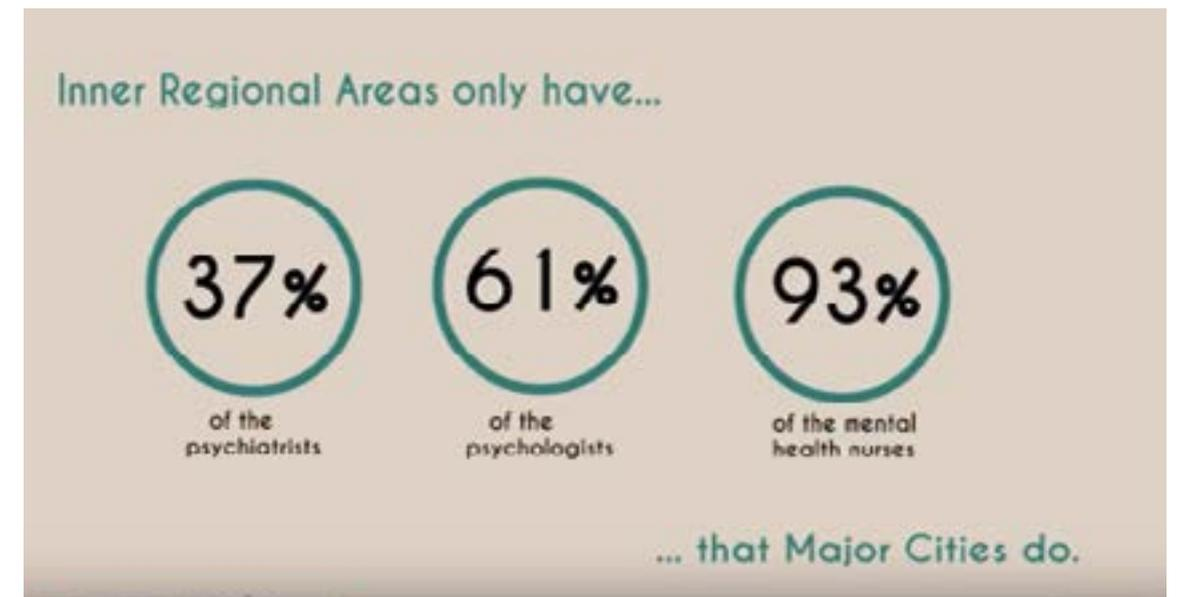 Inner Regional Areas only have...
37%
61%
93%
of the
psychiatrists
of the
psychologists
of the mental
health nurses
... that Major Cities do.